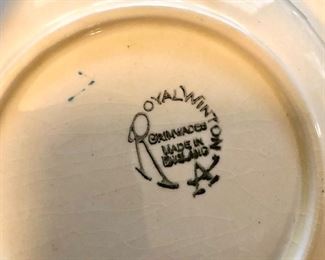 ROYAL WINTON
GRIMWADES
MADE IN
ENGLAND
A